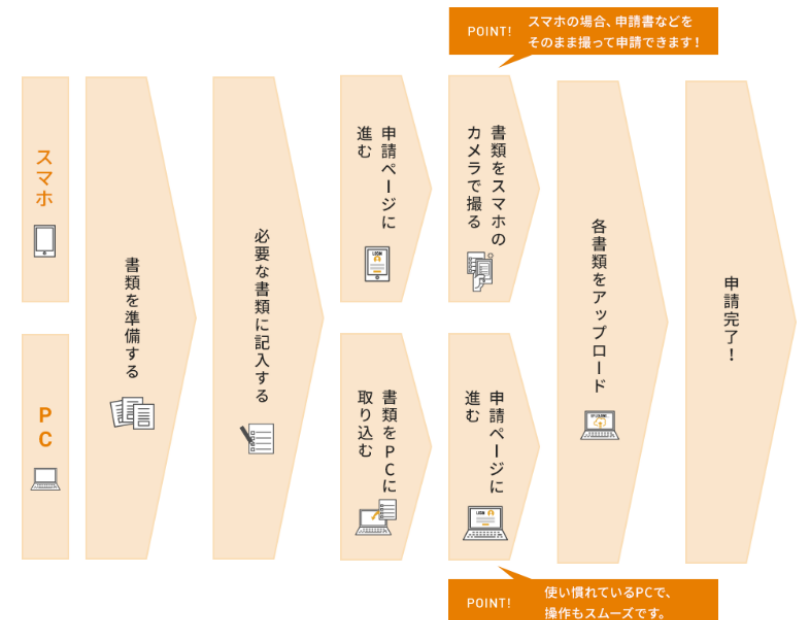 POINT!
スマホの場合、申請書などを
そのまま撮って申請できます!
スマホ
PC
書類を準備する
必要な書類に記入する
申請ページに
進む
書類をスマホの
カメラで撮る
書類をPCに
取り込む
申請ページに
進む
各書類をアップロード
申請完了!
POINT!
使い慣れているPCで、
操作もスムーズです。